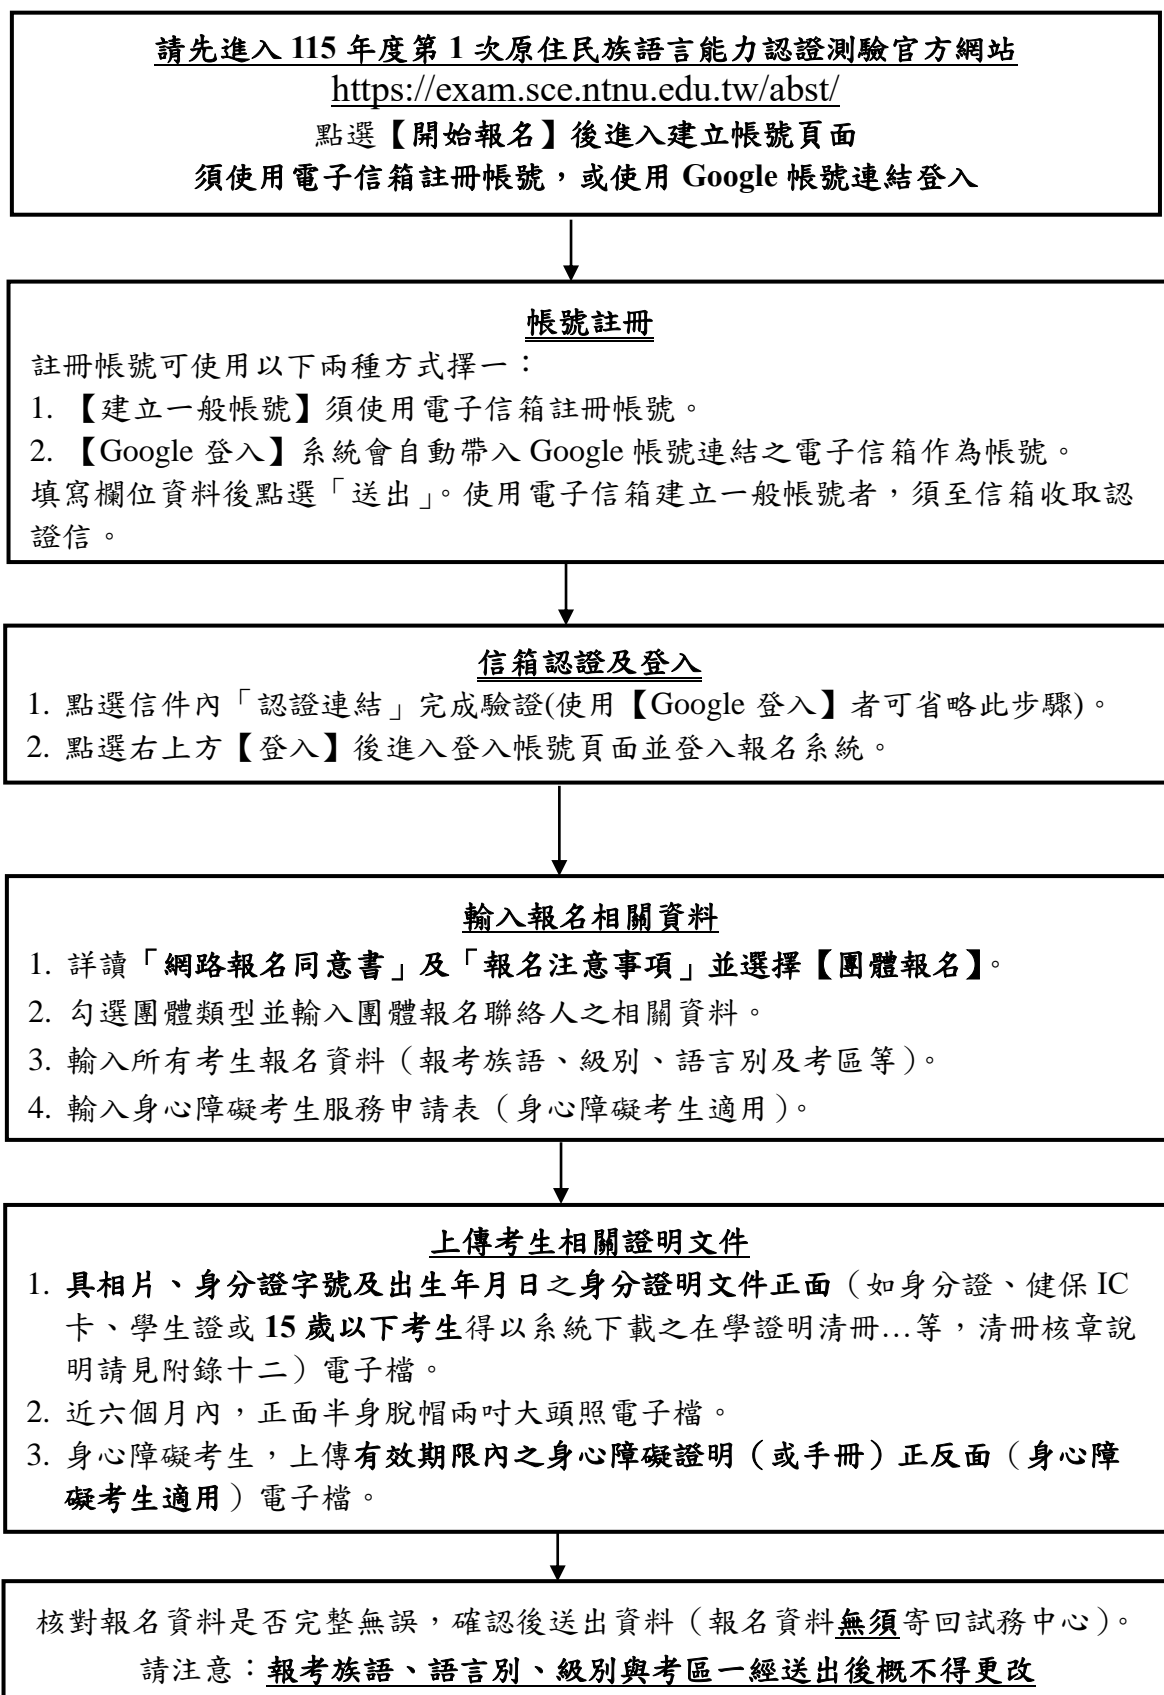 請先進入 115 年度第 1 次原住民族語言能力認證測驗官方網站
https://exam.sce.ntnu.edu.tw/abst/
點選【開始報名】後進入建立帳號頁面
須使用電子信箱註冊帳號，或使用 Google 帳號連結登入
帳號註冊
註冊帳號可使用以下兩種方式擇一：
1. 【建立一般帳號】須使用電子信箱註冊帳號。
2. 【Google 登入】系統會自動帶入 Google 帳號連結之電子信箱作為帳號。
填寫欄位資料後點選「送出」。使用電子信箱建立一般帳號者，須至信箱收取認
證信。
信箱認證及登入
1. 點選信件內「認證連結」完成驗證(使用【Google 登入】者可省略此步驟)。
2. 點選右上方【登入】後進入登入帳號頁面並登入報名系統。
輸入報名相關資料
1. 詳讀「網路報名同意書」及「報名注意事項」並選擇【團體報名】。
2. 勾選團體類型並輸入團體報名聯絡人之相關資料。
3. 輸入所有考生報名資料（報考族語、級別、語言別及考區等）。
4. 輸入身心障礙考生服務申請表（身心障礙考生適用）。
上傳考生相關證明文件
1. 具相片、身分證字號及出生年月日之身分證明文件正面（如身分證、健保 IC
卡、學生證或 15 歲以下考生得以系統下載之在學證明清冊…等，清冊核章說
明請見附錄十二）電子檔。
2. 近六個月內，正面半身脫帽兩吋大頭照電子檔。
3. 身心障礙考生，上傳有效期限內之身心障礙證明（或手冊）正反面（身心障
礙考生適用）電子檔。
核對報名資料是否完整無誤，確認後送出資料（報名資料無須寄回試務中心）。
請注意：報考族語、語言別、級別與考區一經送出後概不得更改